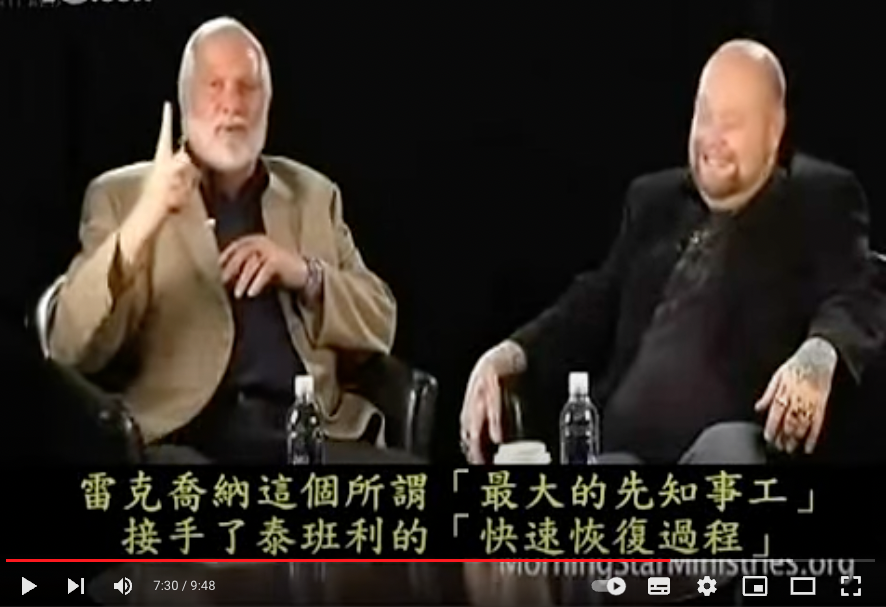 雷克喬納這個所謂「最大的先知事工」
接手了泰班利的「快速恢復過程」
MorningStarMinistries.org
7:30 / 9:48